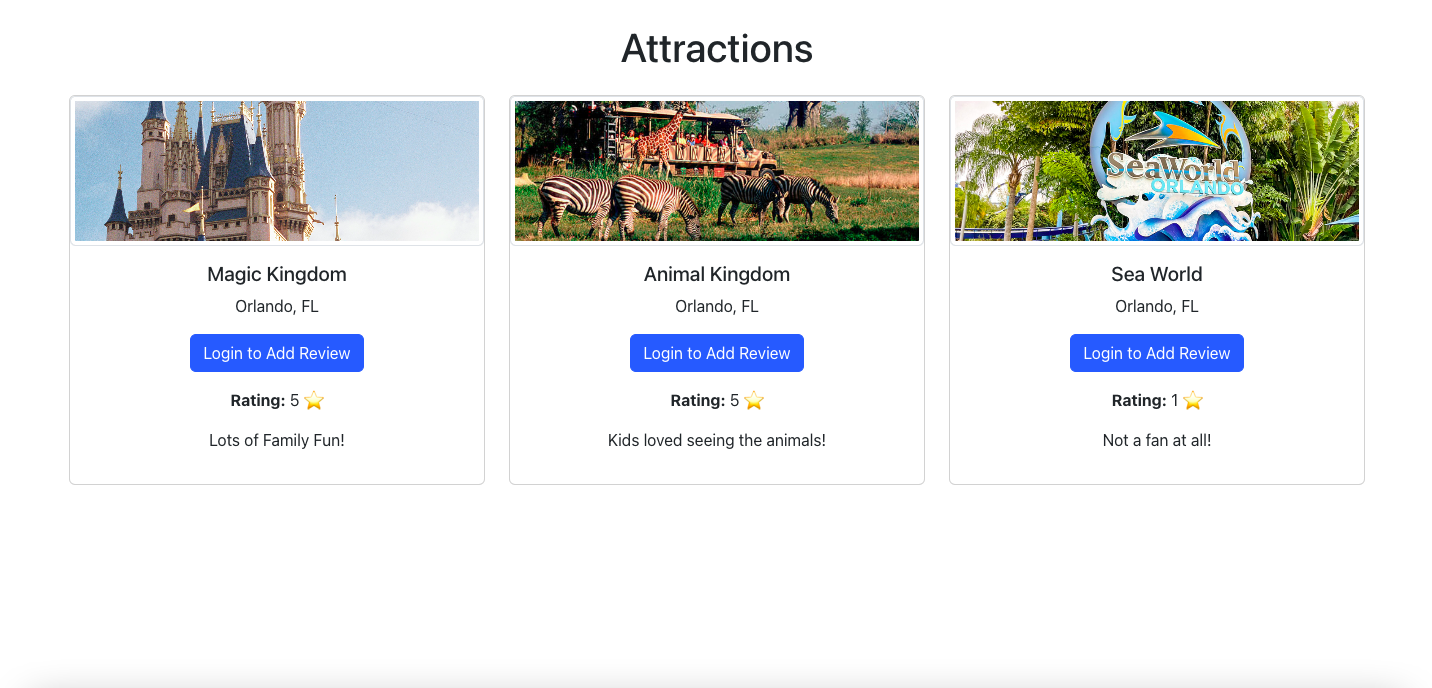 Attractions
SeaWorld
ORLANDO
Magic Kingdom
Orlando, FL
Login to Add Review
Rating: 5 ⭐
Lots of Family Fun!
Animal Kingdom
Orlando, FL
Login to Add Review
Rating: 5 ⭐
Kids loved seeing the animals!
Sea World
Orlando, FL
Login to Add Review
Rating: 1 ⭐
Not a fan at all!